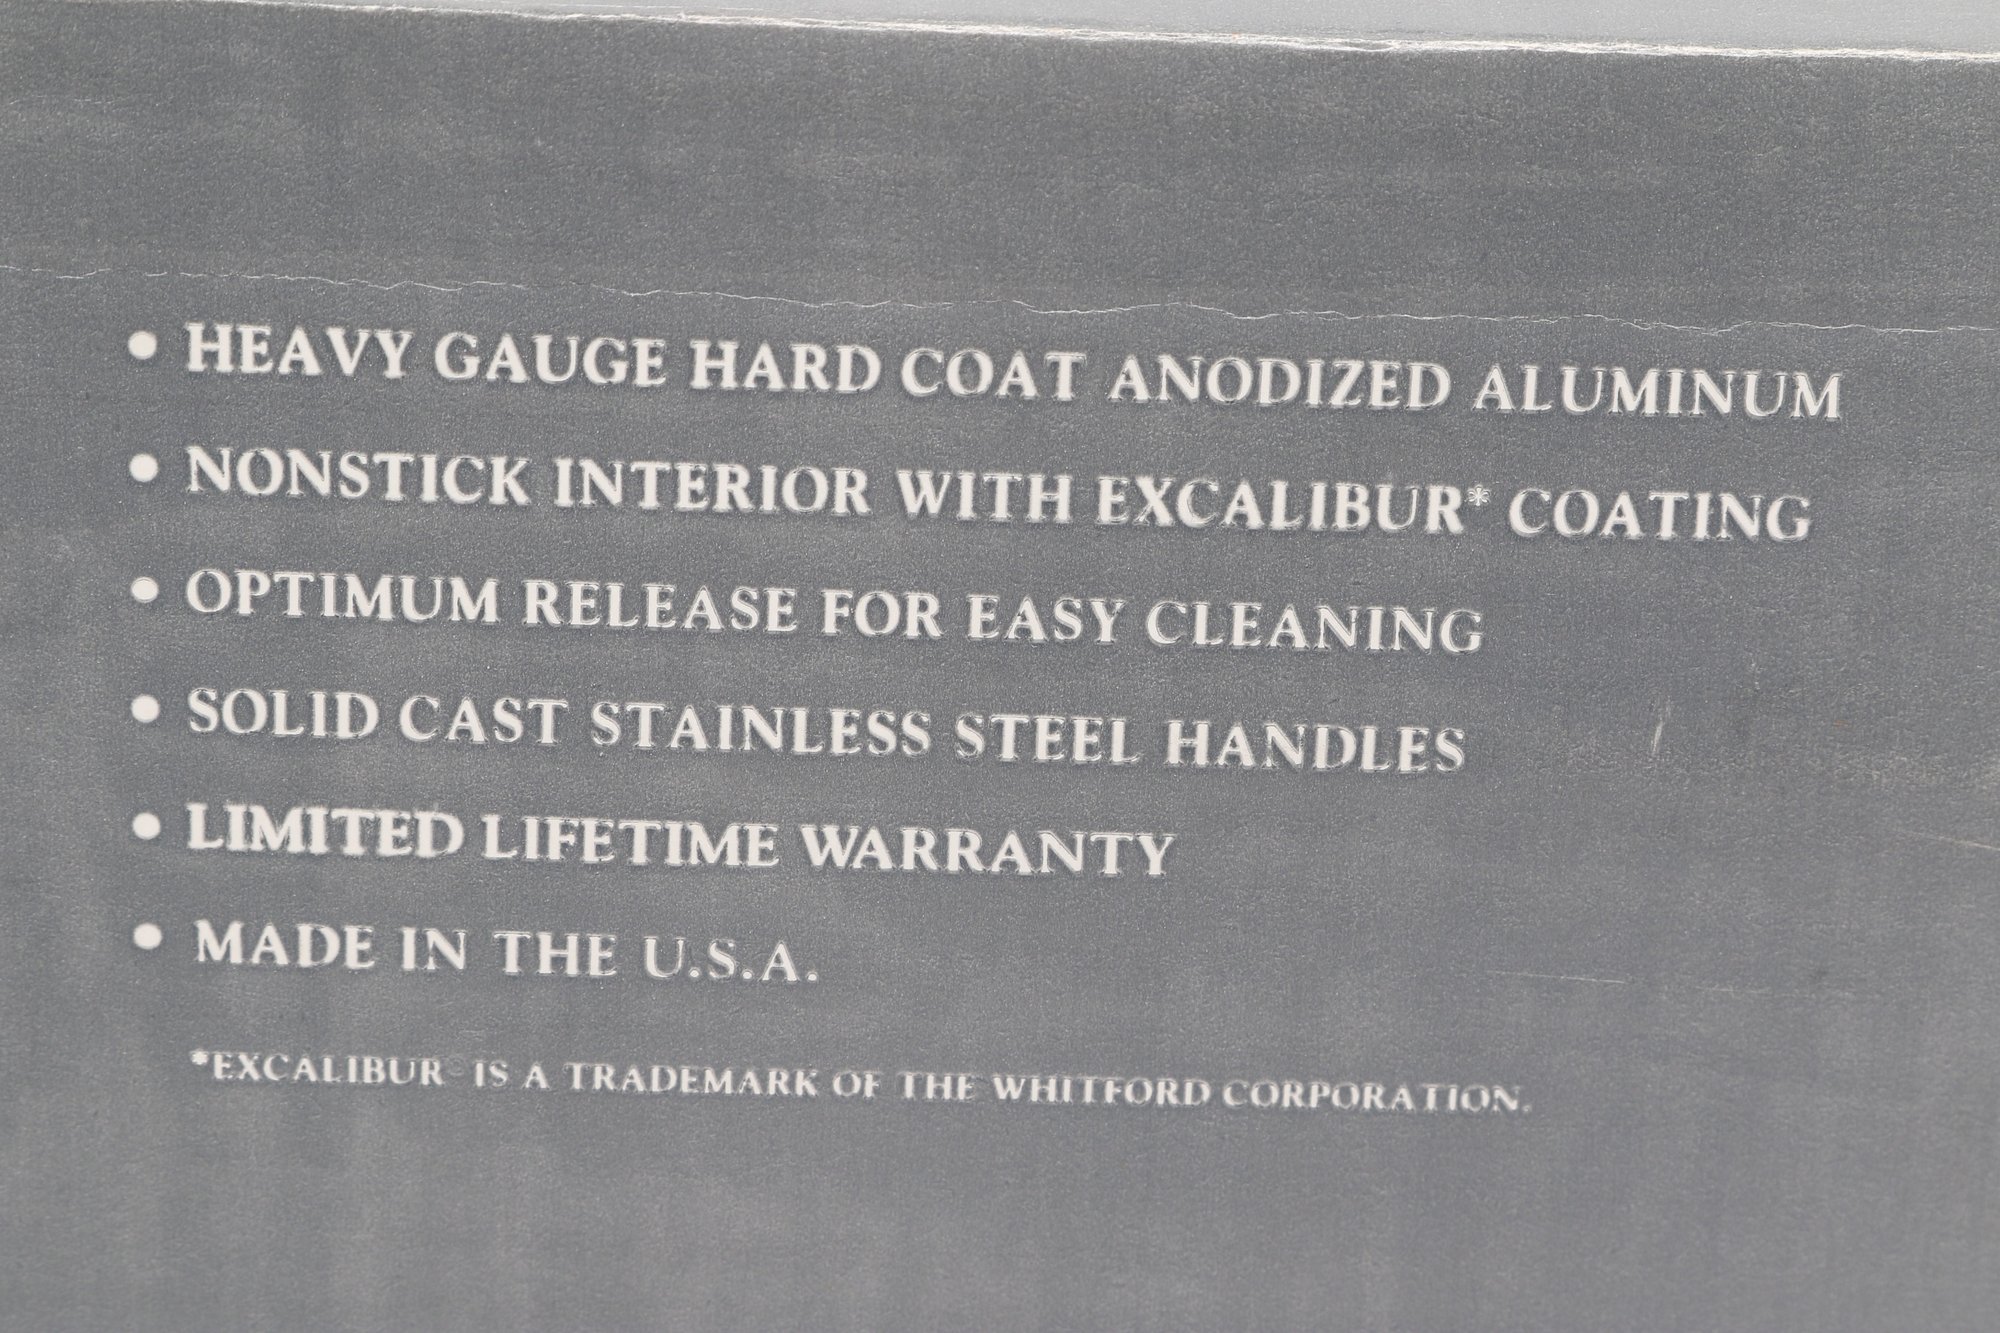 • HEAVY GAUGE HARD COAT ANODIZED ALUMINUM
• NONSTICK INTERIOR WITH EXCALIBUR* COATING
• OPTIMUM RELEASE FOR EASY CLEANING
• SOLID CAST STAINLESS STEEL HANDLES
• LIMITED LIFETIME WARRANTY
• MADE IN THE U.S.A.
*EXCALIBUR® IS A TRADEMARK OF THE WHITFORD CORPORATION.